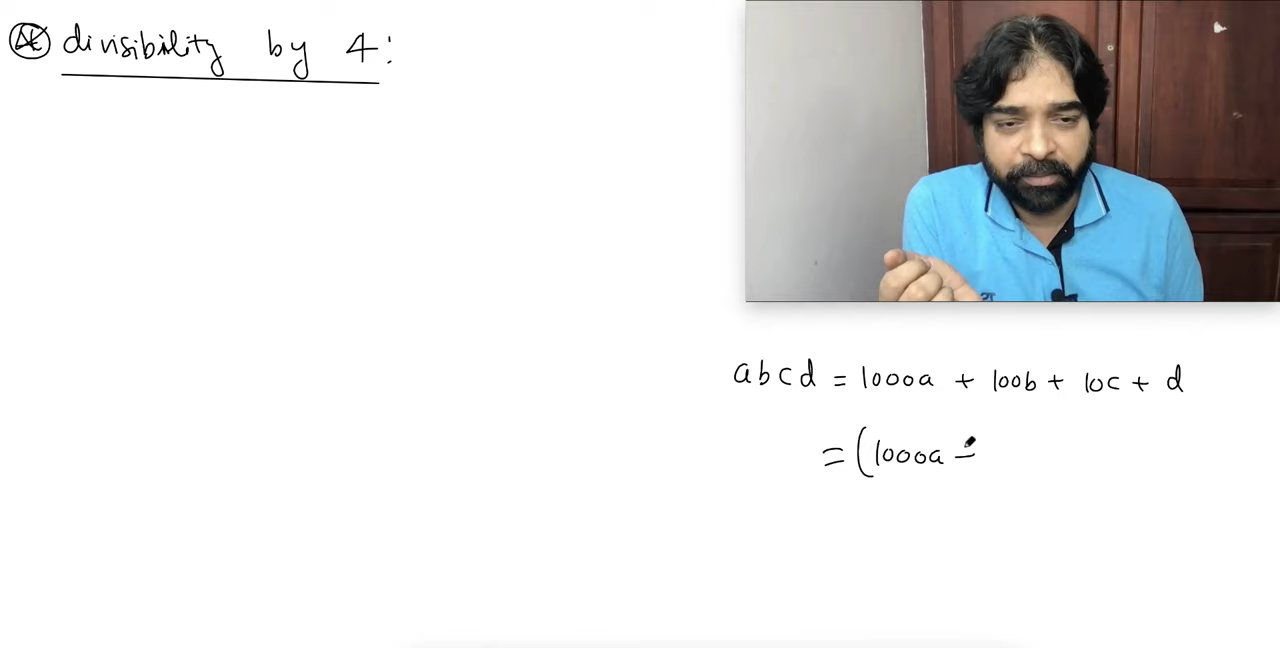 divisibility by 4:
abcd = 1000a + 100b + 10c + d
= (1000a